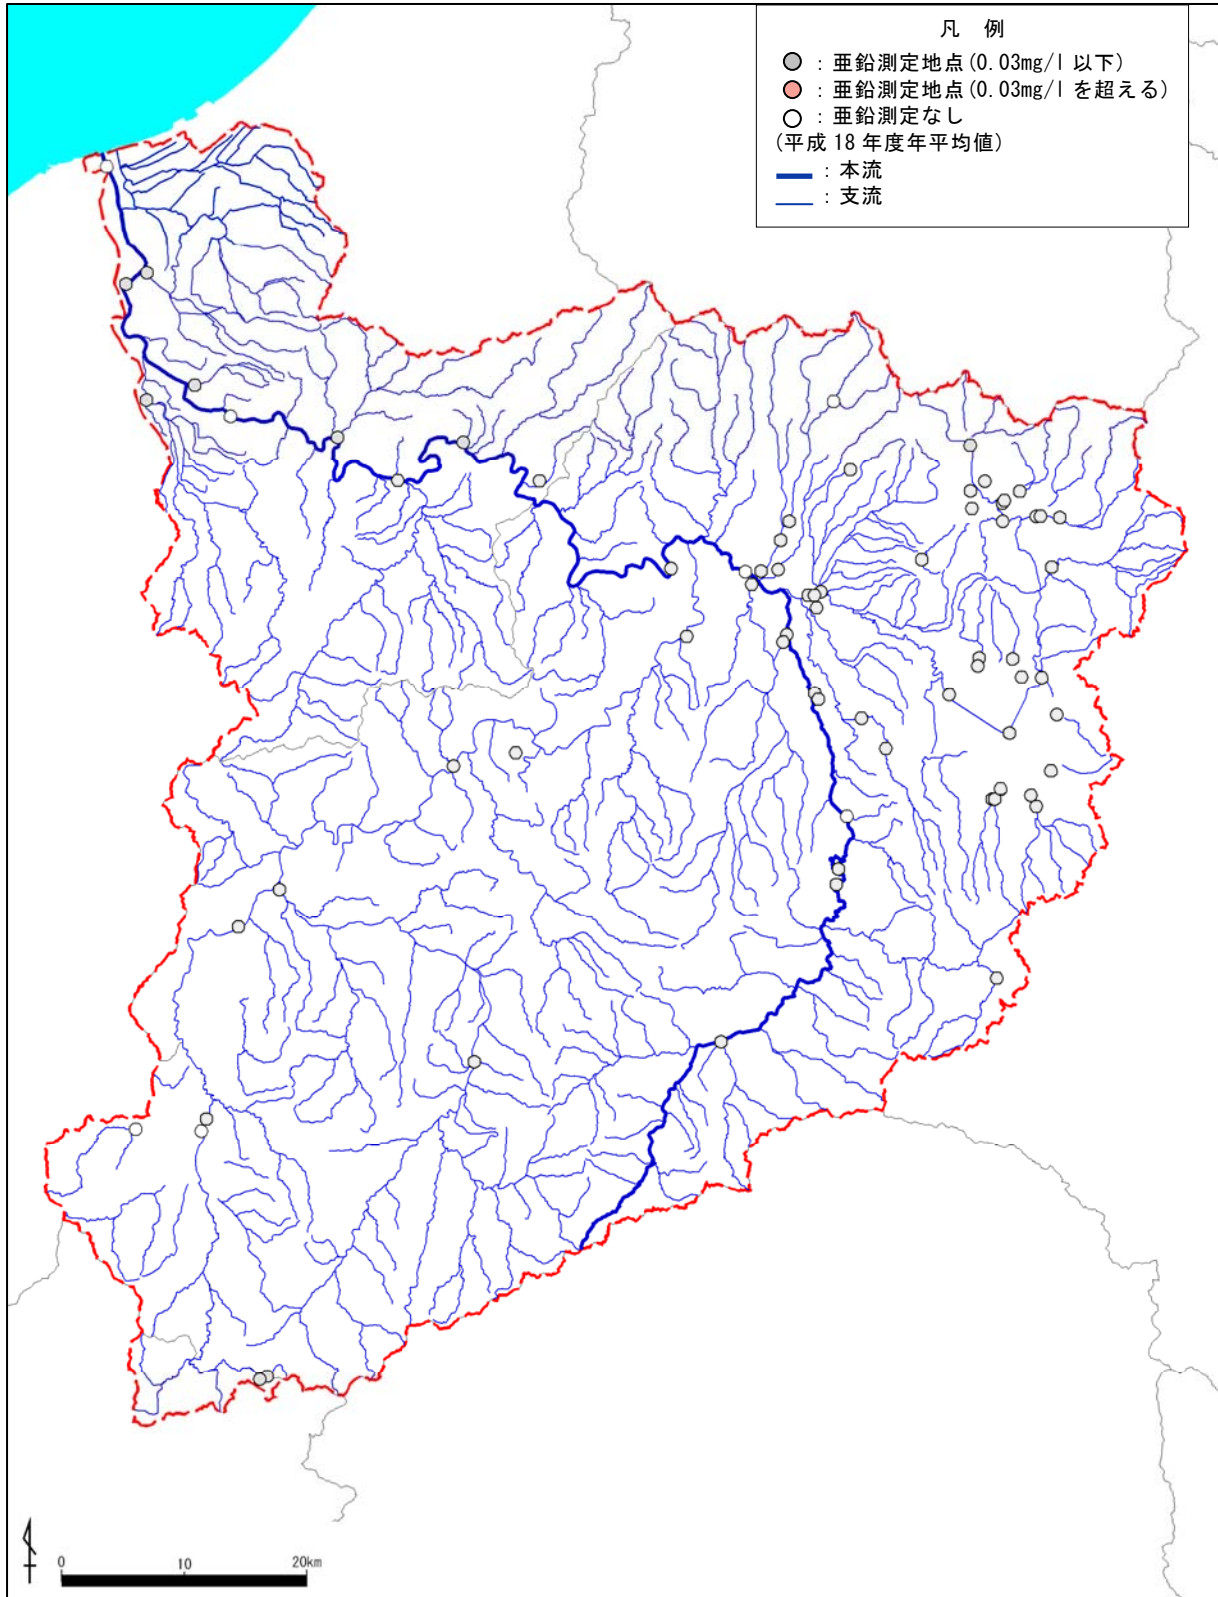 凡 例
：亜鉛測定地点(0.03mg/l 以下)
：亜鉛測定地点(0.03mg/l を超える)
：亜鉛測定なし
(平成 18 年度年平均値)
：本流
：支流
0 10 20km